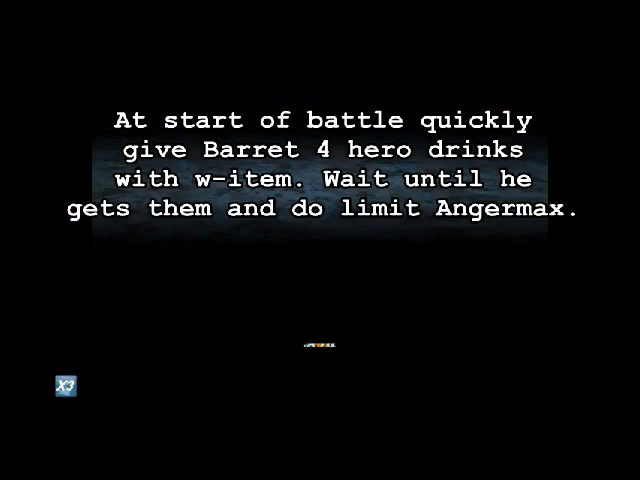 At start of battle quickly
give Barret 4 hero drinks
with w-item. Wait until he
gets them and do limit Angermax.
X3